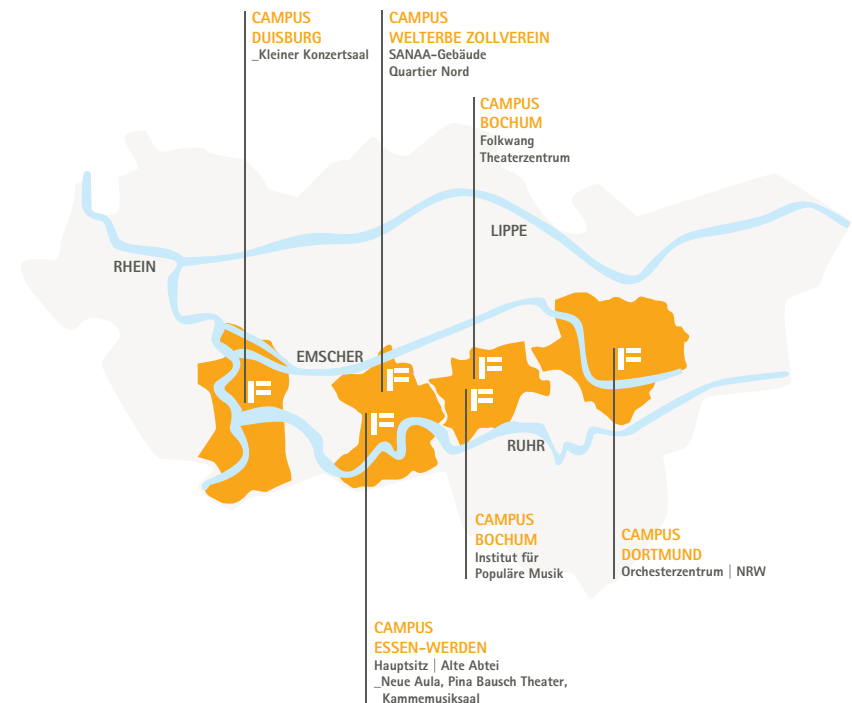 CAMPUS
DUISBURG
_Kleiner Konzertsaal
CAMPUS
WELTERBE ZOLLVEREIN
SANAA-Gebäude
Quartier Nord
CAMPUS
BOCHUM
Folkwang
Theaterzentrum
LIPPE
RHEIN
EMSCHER
RUHR
CAMPUS
BOCHUM
Institut für
Populäre Musik
CAMPUS
DORTMUND
Orchesterzentrum | NRW
CAMPUS
ESSEN-WERDEN
Hauptsitz | Alte Abtei
_Neue Aula, Pina Bausch Theater,
Kammemusiksaal